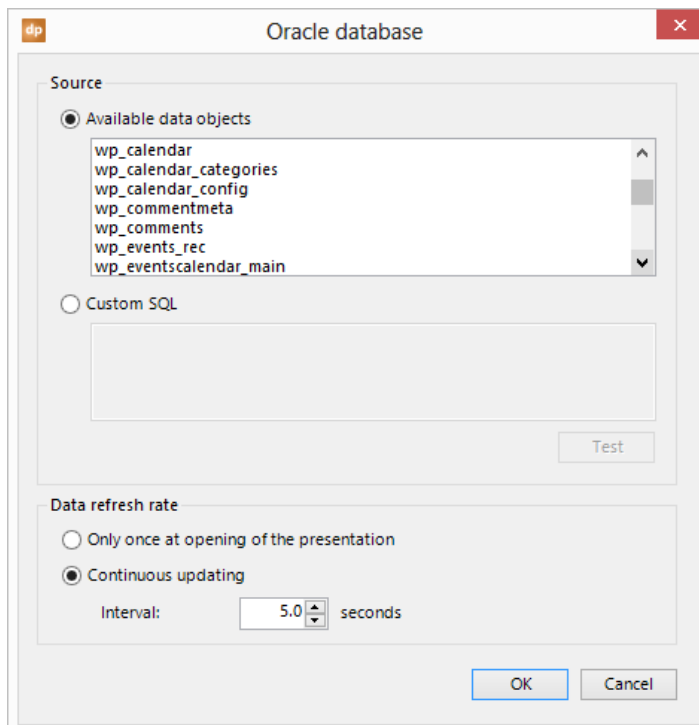 dp Oracle database
Source
Available data objects
wp_calendar
wp_calendar_categories
wp_calendar_config
wp_commentmeta
wp_comments
wp_events_rec
wp_eventscalendar_main
Custom SQL
Test
Data refresh rate
Only once at opening of the presentation
Continuous updating
Interval: 5.0 seconds
OK Cancel